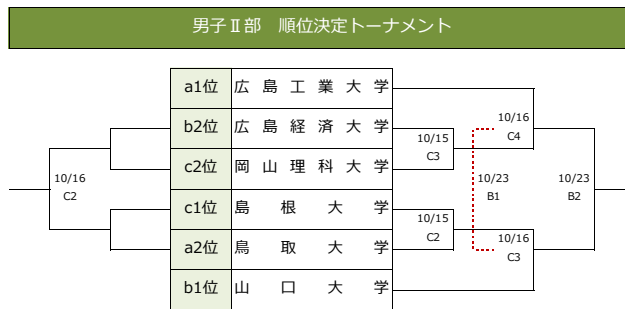 男子Ⅱ部　順位決定トーナメント
a1位 広島工業大学
b2位 広島経済大学
c2位 岡山理科大学
c1位 島根大学
a2位 鳥取大学
b1位 山口大学
10/16
C2
10/15
C3
10/15
C2
10/16
C4
10/23
B1
10/16
C3
10/23
B2